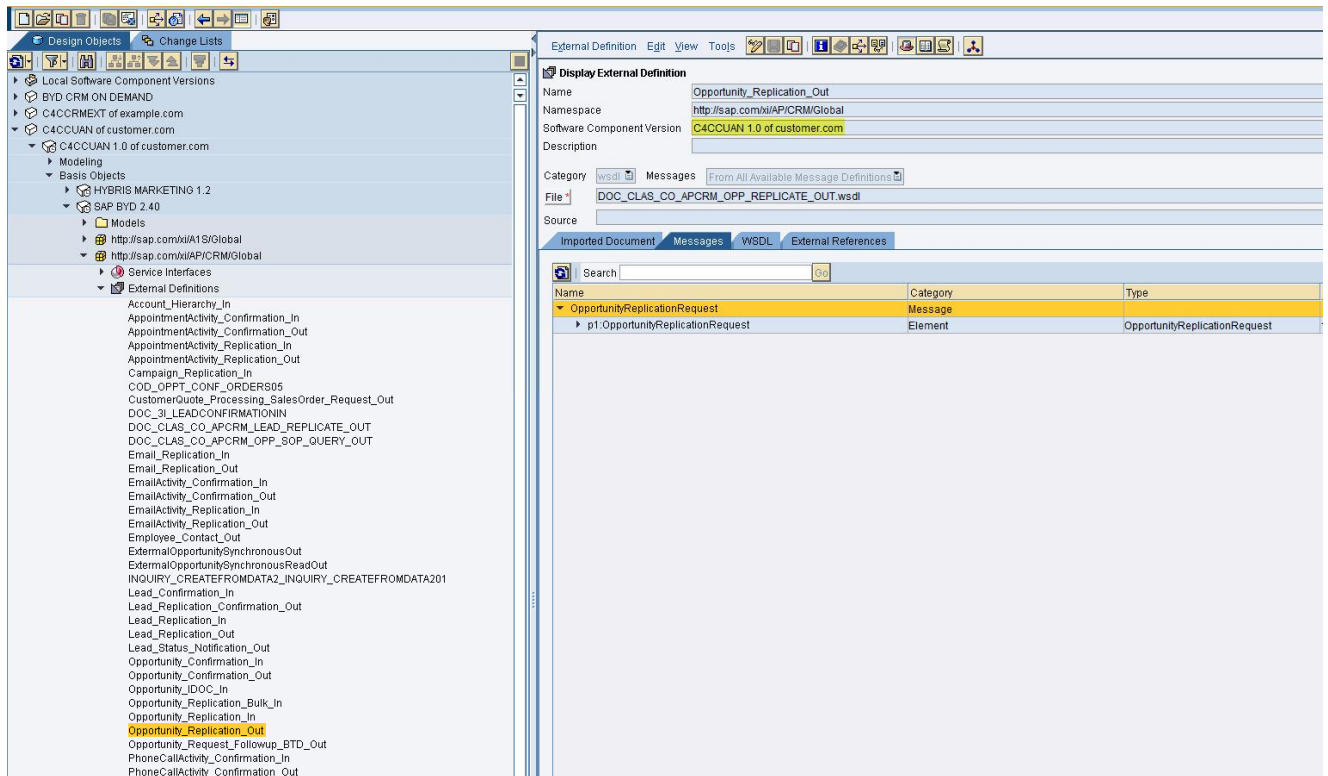 Design Objects
Change Lists
Local Software Component Versions
BYD CRM ON DEMAND
C4CCRMEXT of example.com
C4CCUAN of customer.com
C4CCUAN 1.0 of customer.com
Modeling
Basis Objects
HYBRIS MARKETING 1.2
SAP BYD 2.40
Models
http://sap.com/xi/A1S/Global
http://sap.com/xi/AP/CRM/Global
Service Interfaces
External Definitions
Account_Hierarchy_In
AppointmentActivity_Confirmation_In
AppointmentActivity_Confirmation_Out
AppointmentActivity_Replication_In
AppointmentActivity_Replication_Out
Campaign_Replication_In
COD_OPPT_CONF_ORDERS05
CustomerQuote_Processing_SalesOrder_Request_Out
DOC_3I_LEADCONFIRMATIONIN
DOC_CLAS_CO_APCRM_LEAD_REPLICATE_OUT
DOC_CLAS_CO_APCRM_OPP_SOP_QUERY_OUT
Email_Replication_In
Email_Replication_Out
EmailActivity_Confirmation_In
EmailActivity_Confirmation_Out
EmailActivity_Replication_In
EmailActivity_Replication_Out
Employee_Contact_Out
ExtermalOpportunitySynchronousOut
ExtermalOpportunitySynchronousReadOut
INQUIRY_CREATEFROMDATA2_INQUIRY_CREATEFROMDATA201
Lead_Confirmation_In
Lead_Replication_Confirmation_Out
Lead_Replication_In
Lead_Replication_Out
Lead_Status_Notification_Out
Opportunity_Confirmation_In
Opportunity_Confirmation_Out
Opportunity_IDOC_In
Opportunity_Replication_Bulk_In
Opportunity_Replication_In
Opportunity_Replication_Out
Opportunity_Request_Followup_BTD_Out
PhoneCallActivity_Confirmation_In
PhoneCallActivity_Confirmation_Out
External Definition Edit View Tools
Display External Definition
Name Opportunity_Replication_Out
Namespace http://sap.com/xi/AP/CRM/Global
Software Component Version C4CCUAN 1.0 of customer.com
Description
Category wsdl Messages From All Available Message Definitions
File * DOC_CLAS_CO_APCRM_OPP_REPLICATE_OUT.wsdl
Source
Imported Document Messages WSDL External References
Search Go
Name Category Type
OpportunityReplicationRequest Message
p1:OpportunityReplicationRequest Element OpportunityReplicationRequest